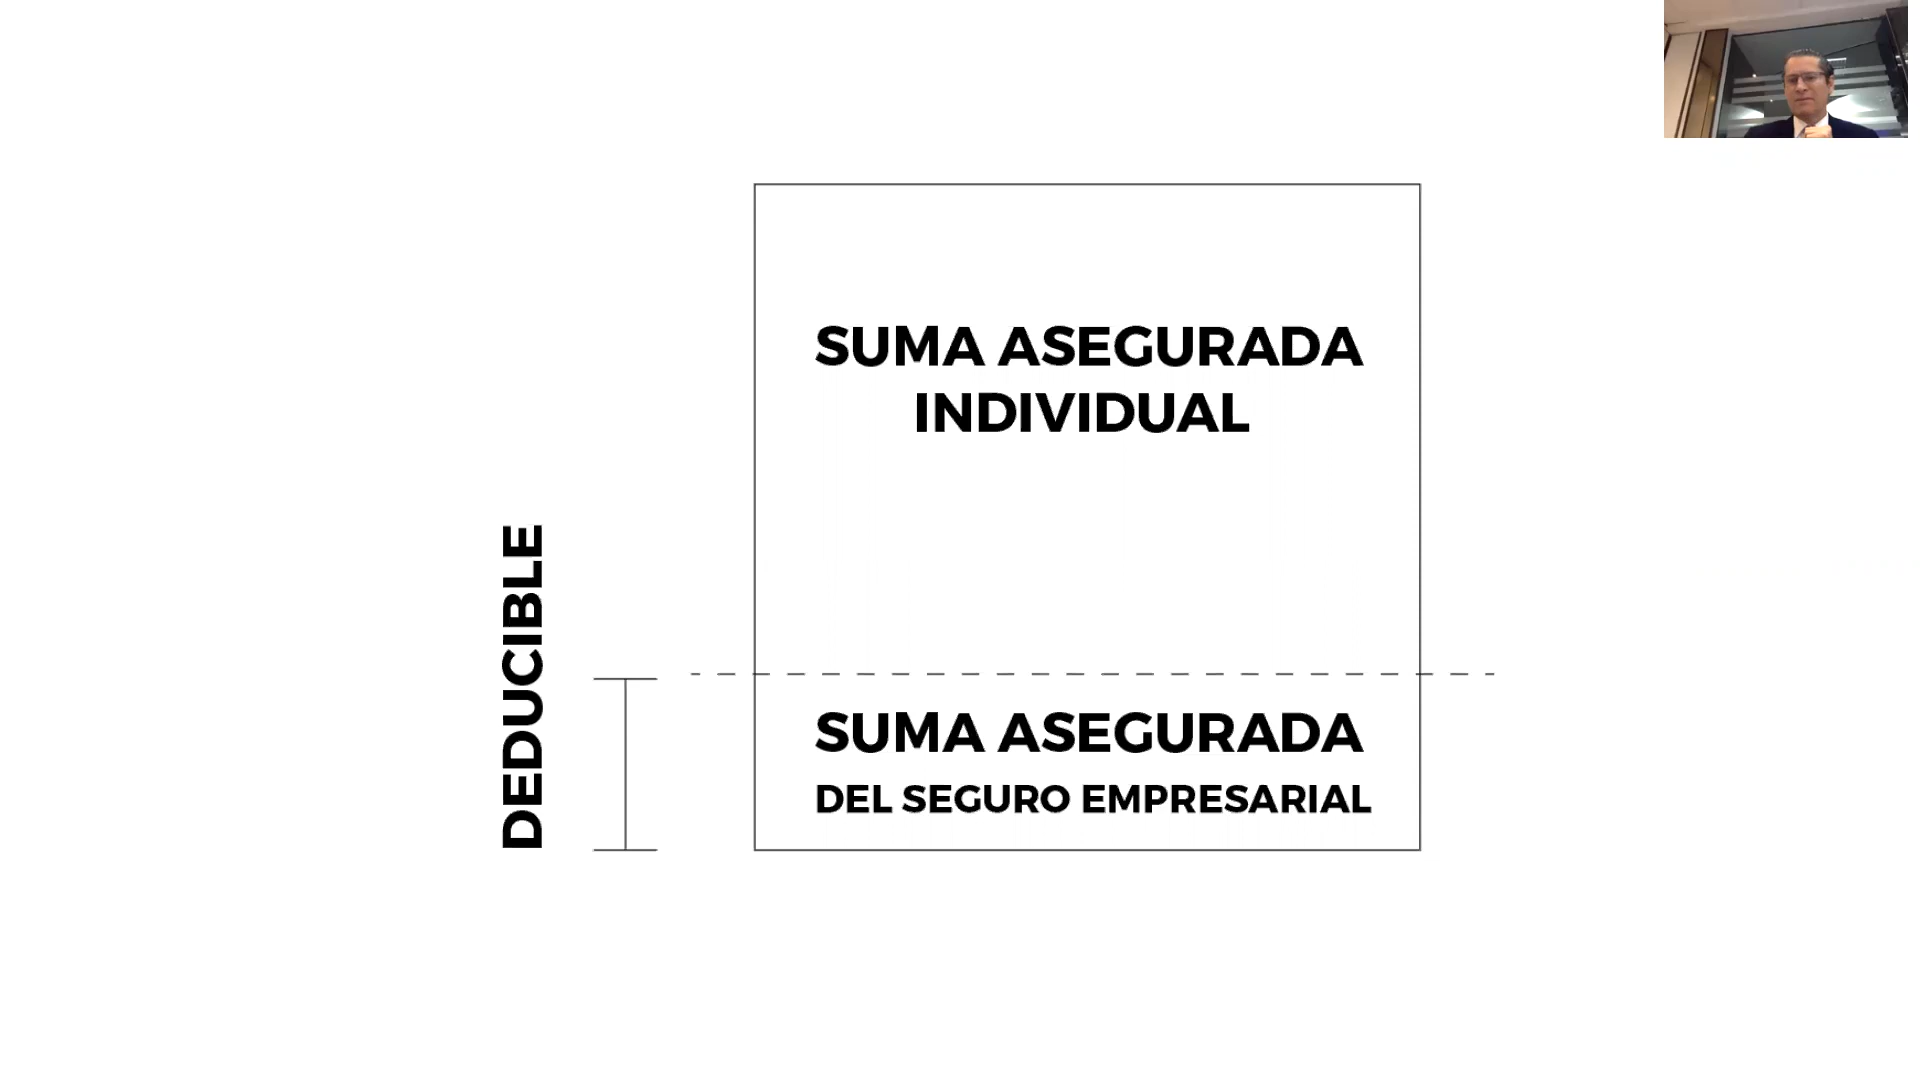 SUMA ASEGURADA
INDIVIDUAL
DEDUCIBLE
SUMA ASEGURADA
DEL SEGURO EMPRESARIAL